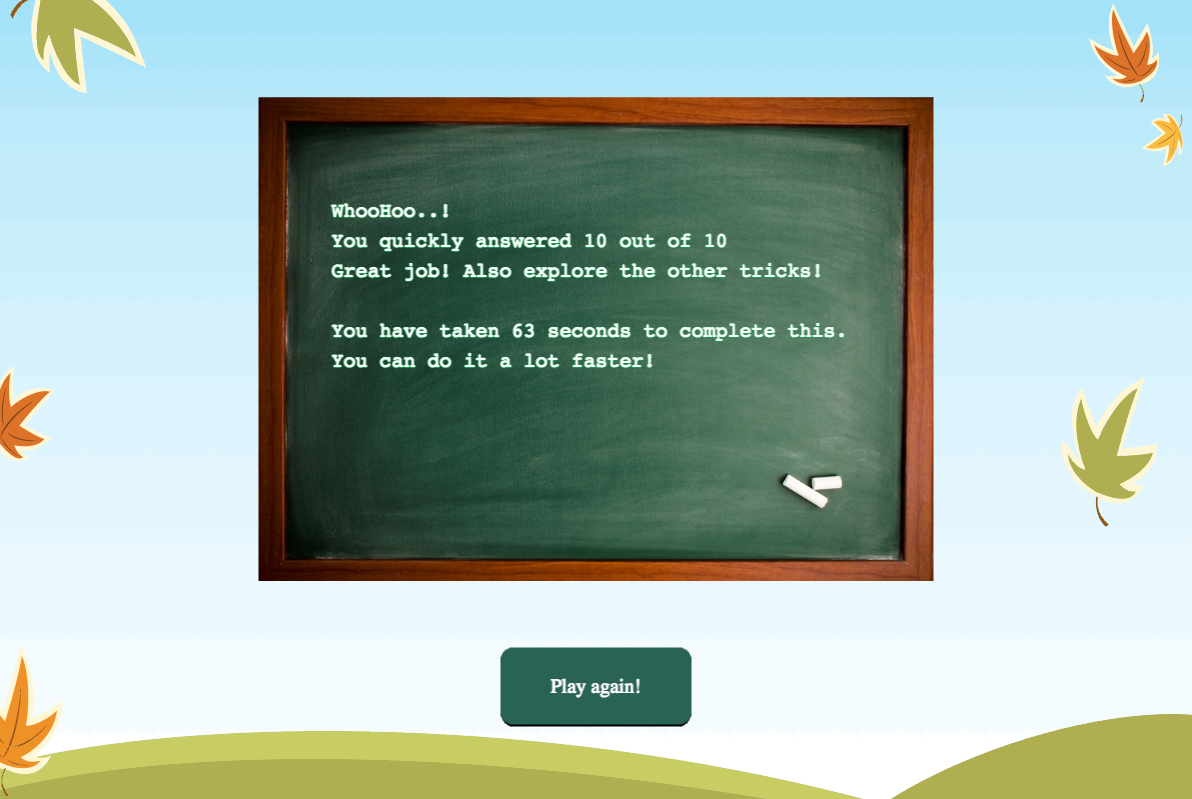 WhooHoo..!
You quickly answered 10 out of 10
Great job! Also explore the other tricks!
You have taken 63 seconds to complete this.
You can do it a lot faster!
Play again!